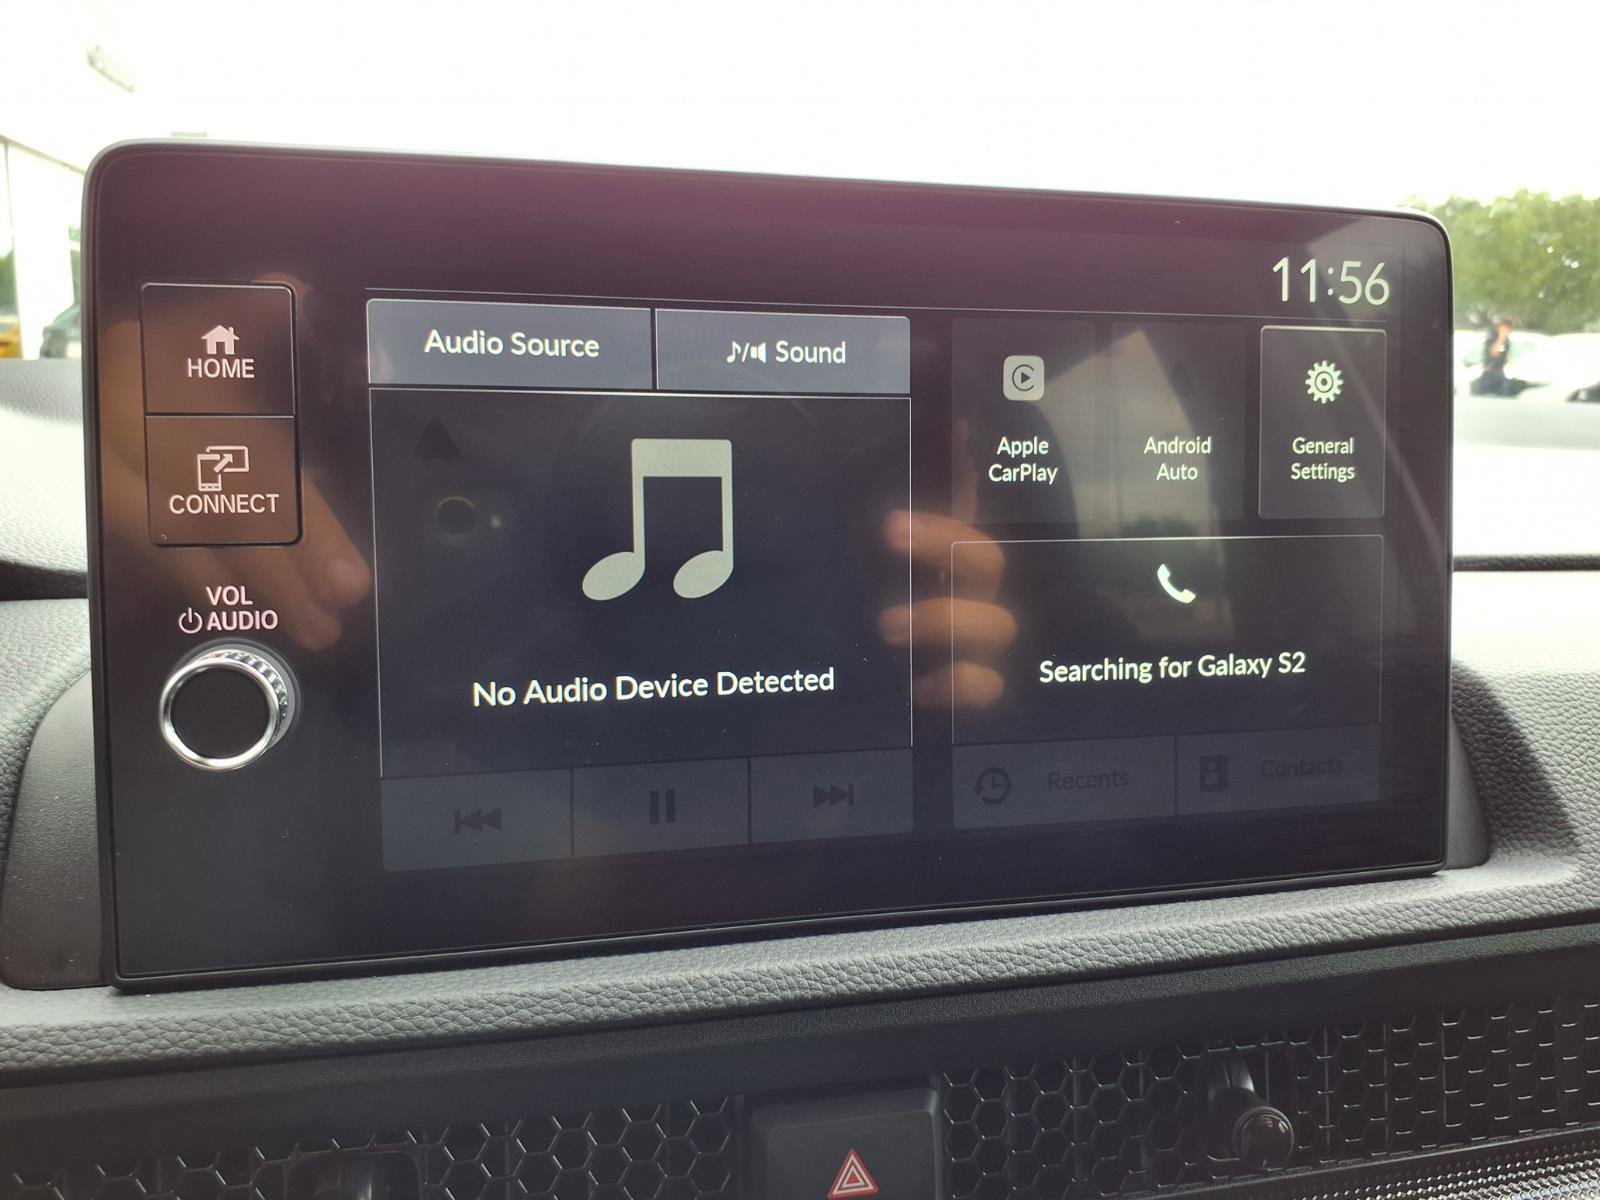 11:56
HOME
CONNECT
VOL
AUDIO
Audio Source
Sound
No Audio Device Detected
Apple
CarPlay
Android
Auto
General
Settings
Searching for Galaxy S2
Recents
Contacts